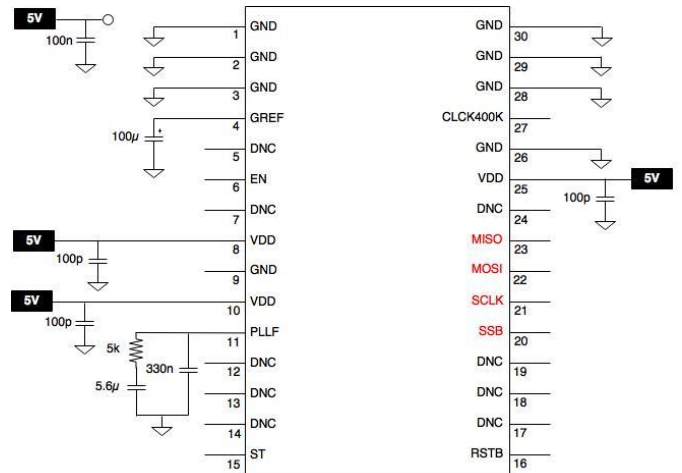 5V
100n
GND
1
GND
2
GND
3
GREF
4
100µ
+
DNC
5
EN
6
DNC
7
5V
VDD
8
100p
GND
9
5V
VDD
10
100p
PLLF
11
5k
330n
5.6µ
DNC
12
DNC
13
DNC
14
ST
15
GND
30
GND
29
GND
28
CLCK400K
27
GND
26
VDD
25
5V
100p
DNC
24
MISO
23
MOSI
22
SCLK
21
SSB
20
DNC
19
DNC
18
DNC
17
RSTB
16